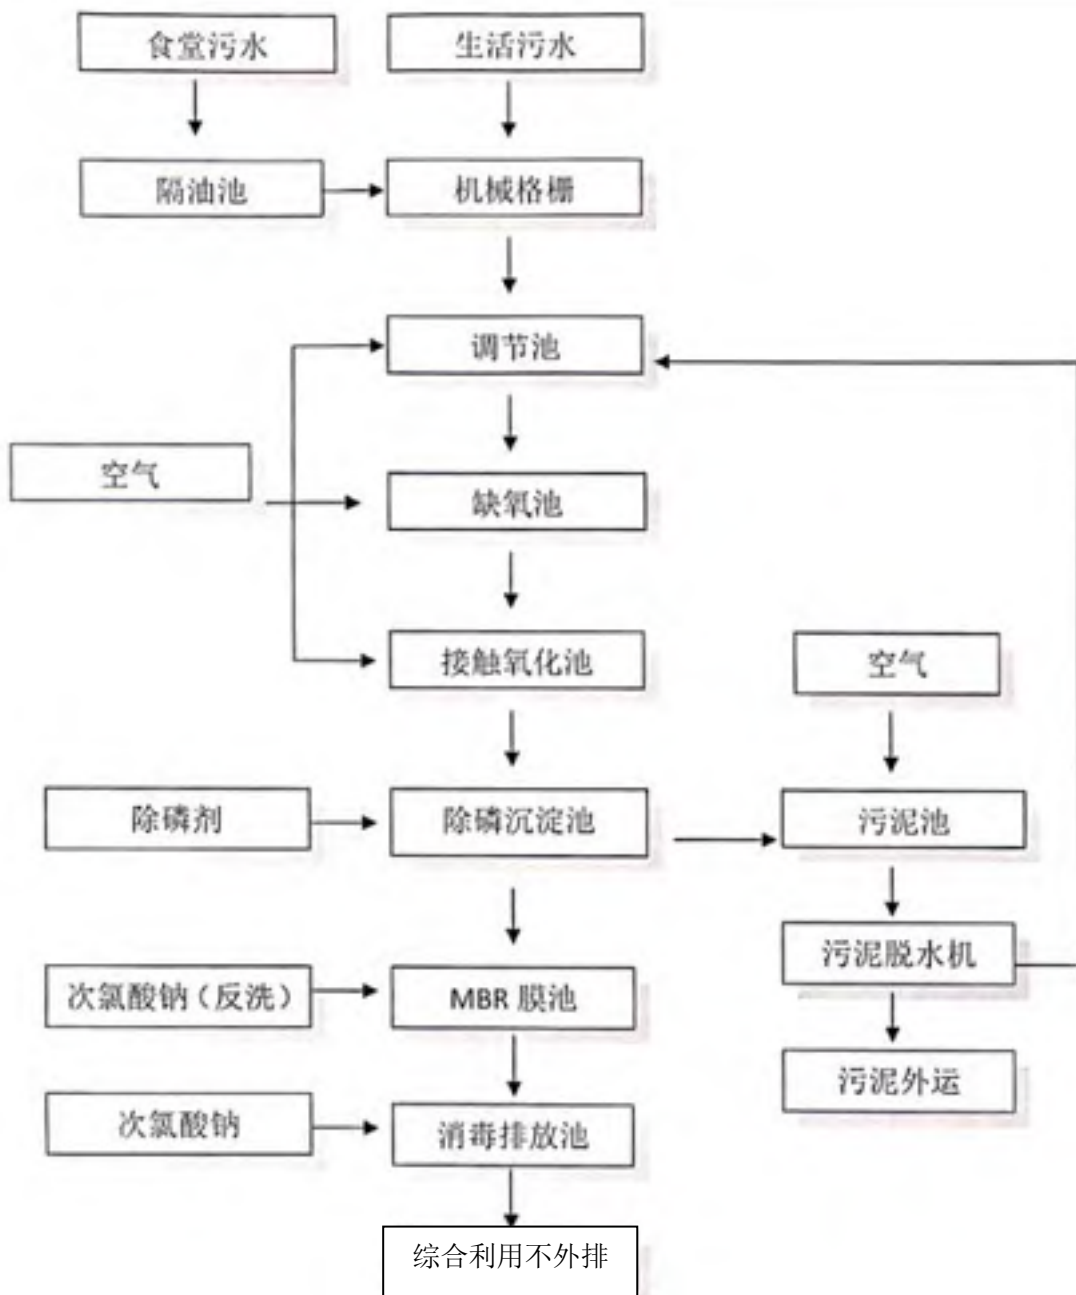 食堂污水
生活污水
隔油池
机械格栅
调节池
空气
缺氧池
接触氧化池
空气
除磷剂
除磷沉淀池
污泥池
污泥脱水机
次氯酸钠（反洗）
MBR 膜池
污泥外运
次氯酸钠
消毒排放池
综合利用不外排